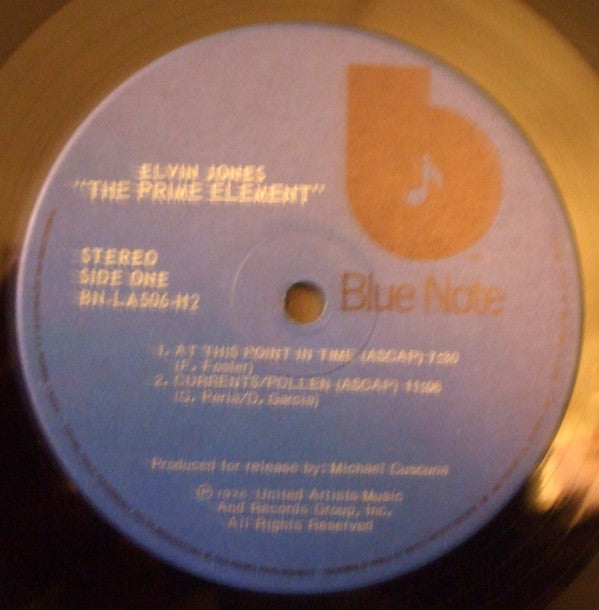 ELVIN JONES
"THE PRIME ELEMENT"
STEREO
SIDE ONE
BN-LA506-H2
Blue Note
1. AT THIS POINT IN TIME (ASCAP) 7:30
(F. Foster)
2. CURRENTS/POLLEN (ASCAP) 11:06
(G. Perla/D. Garcia)
Produced for release by: Michael Cuscuna
℗ 1976 United Artists Music
And Records Group, Inc.
All Rights Reserved